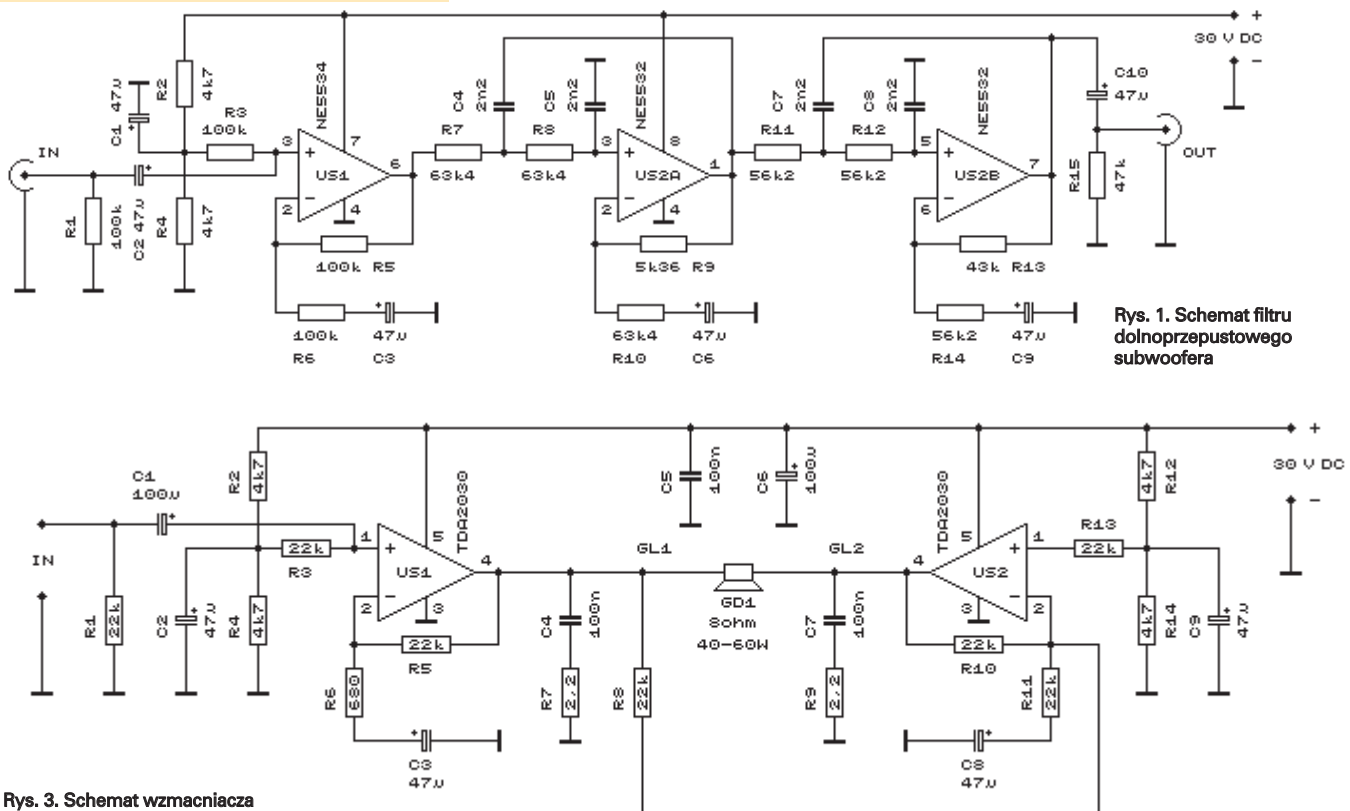 +
30 V DC
-
C1 47u
R2 4k7
R3
100k
NE5534
C4 2n2
C5 2n2
NE5532
C7 2n2
C8 2n2
NE5532
C10
47u
IN
3
+
7
US1
6
2
-
4
R7
63k4
R8
63k4
3
+
8
US2A
1
2
-
4
R11
56k2
R12
56k2
5
+
US2B
7
6
-
OUT
R15 47k
R1 100k
C2 47u
R4 4k7
100k R5
5k36 R9
43k R13
100k
R6
47u
C3
63k4
R10
47u
C6
56k2
R14
47u
C9
Rys. 1. Schemat filtru
dolnoprzepustowego
subwoofera
+
30 V DC
-
C1
100u
R2 4k7
TDA2030
C5 100n
C6 100u
TDA2030
4k7 R12
IN
R1 22k
22k
R3
C2 47u
R4 4k7
1
+
5
US1
4
2
-
3
22k
R5
R6 680
C3
47u
C4 100n
R7 2,2
R8 22k
GL1
GD1
8ohm
40-60W
GL2
C7 100n
R9 2,2
4
5
+
1
US2
3
-
2
R13
22k
22k
R10
R11 22k
C8
47u
4k7 R14
C9 47u
Rys. 3. Schemat wzmacniacza